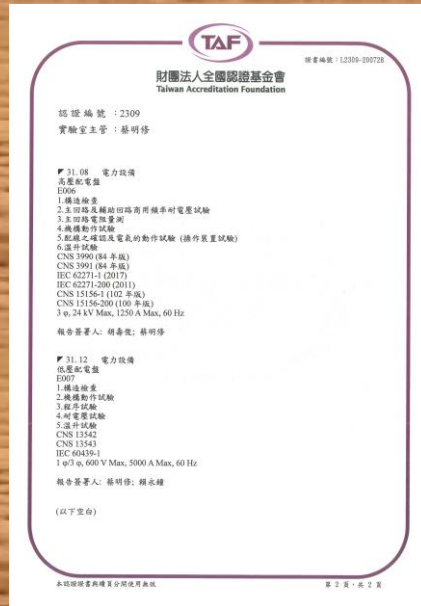 TAF
證書編號：L2309-200728
財團法人全國認證基金會
Taiwan Accreditation Foundation
認證編號：2309
實驗室主管：蔡明修
31.08 電力設備
高壓配電盤
E006
1.構造檢查
2.主回路及輔助回路商用頻率耐電壓試驗
3.主回路電阻量測
4.機構動作試驗
5.配線之確認及電氣的動作試驗 (操作裝置試驗)
6.溫升試驗
CNS 3990 (84 年版)
CNS 3991 (84 年版)
IEC 62271-1 (2017)
IEC 62271-200 (2011)
CNS 15156-1 (102 年版)
CNS 15156-200 (100 年版)
3 φ, 24 kV Max, 1250 A Max, 60 Hz
報告簽署人: 胡壽俊; 蔡明修
31.12 電力設備
低壓配電盤
E007
1.構造檢查
2.機構動作試驗
3.程序試驗
4.耐電壓試驗
5.溫升試驗
CNS 13542
CNS 13543
IEC 60439-1
1 φ/3 φ, 600 V Max, 5000 A Max, 60 Hz
報告簽署人: 蔡明修; 賴永鐘
(以下空白)
本認證證書與續頁分開使用無效
第 2 頁，共 2 頁